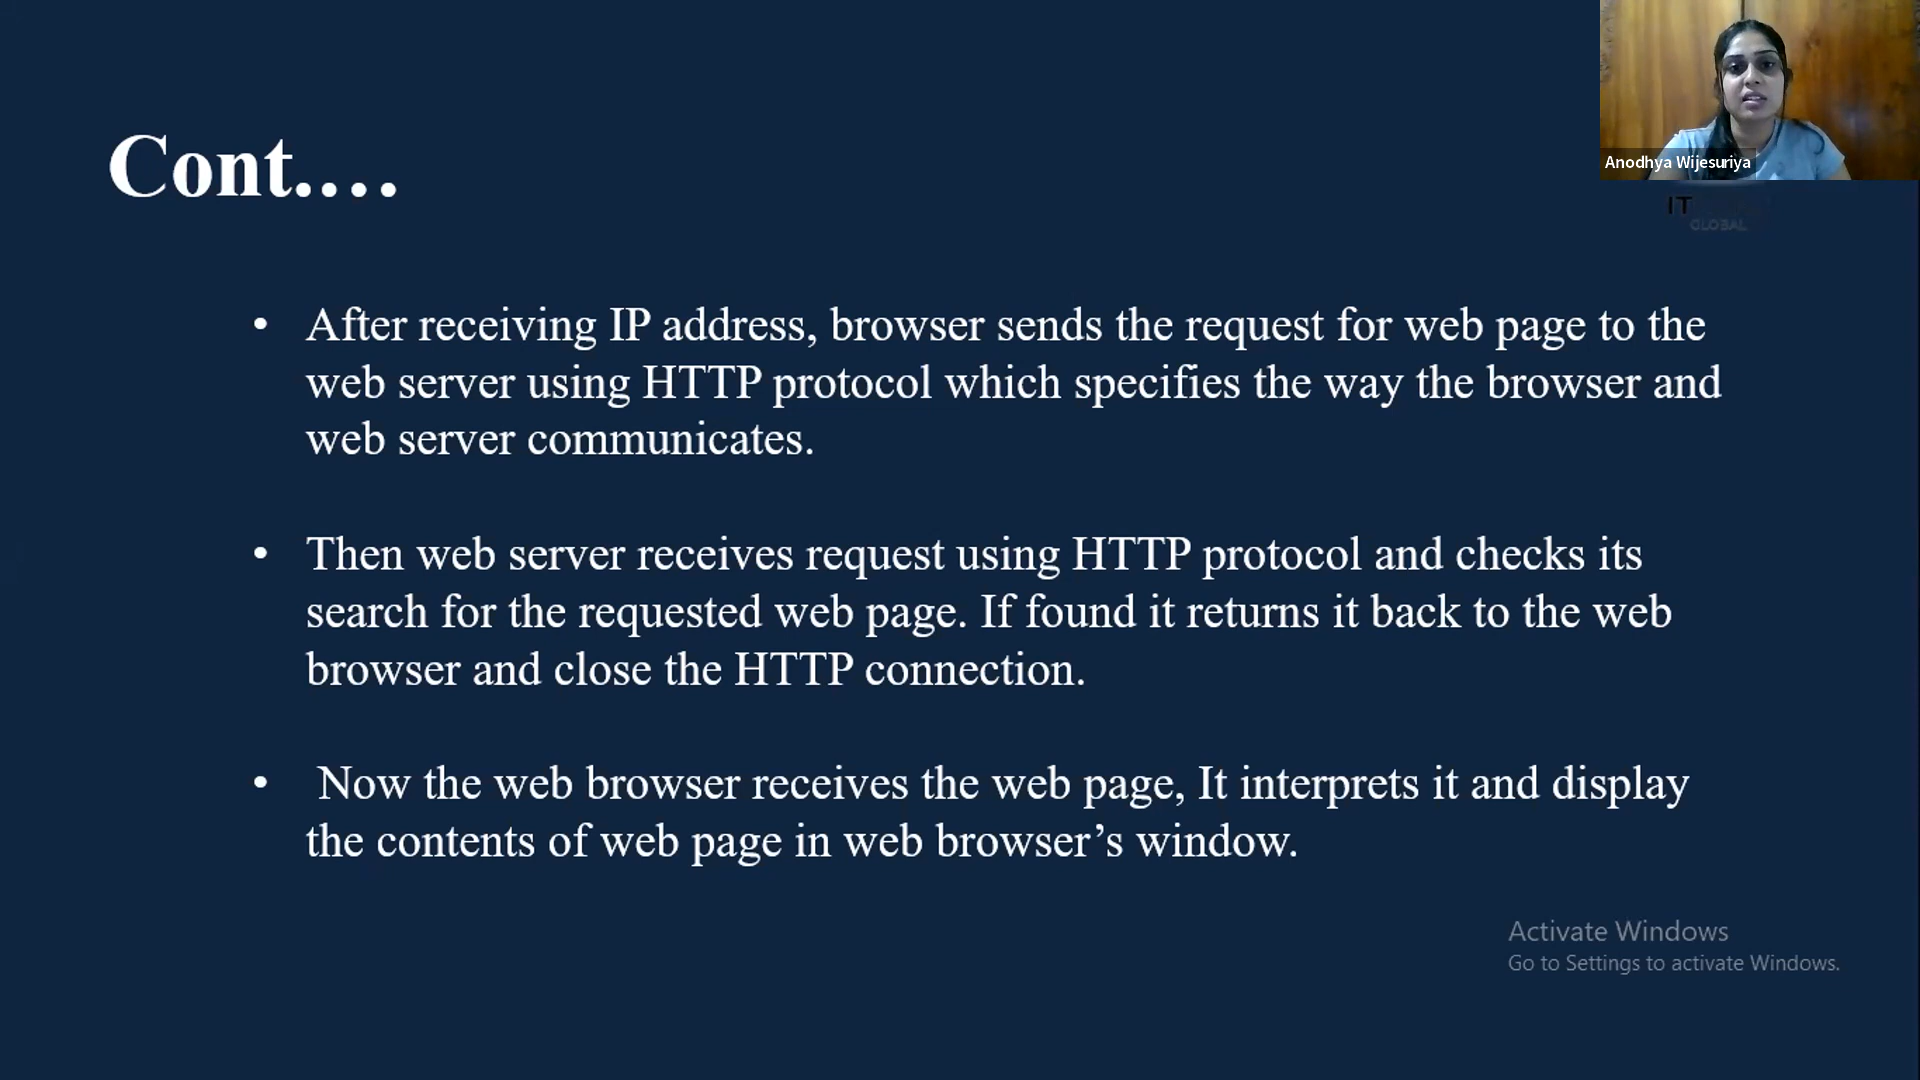 Anodhya Wijesuriya
IT
GLOBAL
Cont.…
• After receiving IP address, browser sends the request for web page to the
web server using HTTP protocol which specifies the way the browser and
web server communicates.
• Then web server receives request using HTTP protocol and checks its
search for the requested web page. If found it returns it back to the web
browser and close the HTTP connection.
• Now the web browser receives the web page, It interprets it and display
the contents of web page in web browser’s window.
Activate Windows
Go to Settings to activate Windows.